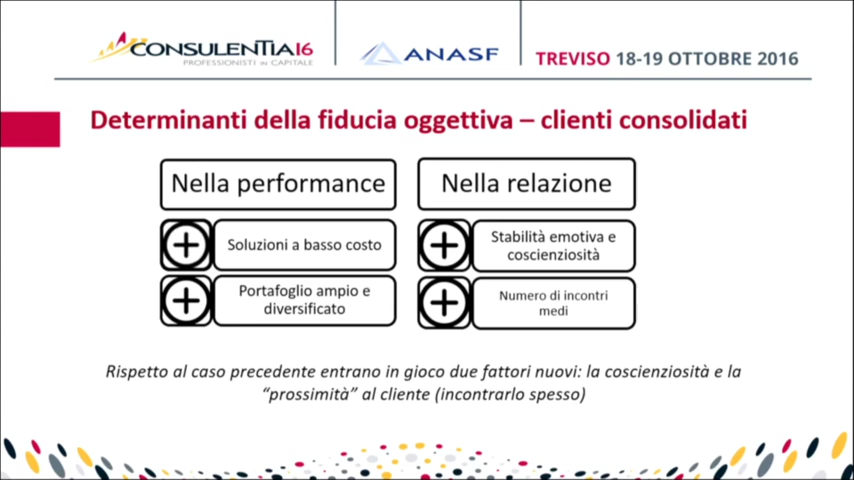 CONSULENTIA16
PROFESSIONISTI IN CAPITALE
ANASF
TREVISO 18-19 OTTOBRE 2016
Determinanti della fiducia oggettiva – clienti consolidati
Nella performance
Soluzioni a basso costo
Portafoglio ampio e
diversificato
Nella relazione
Stabilità emotiva e
coscienziosità
Numero di incontri
medi
Rispetto al caso precedente entrano in gioco due fattori nuovi: la coscienziosità e la
“prossimità” al cliente (incontrarlo spesso)